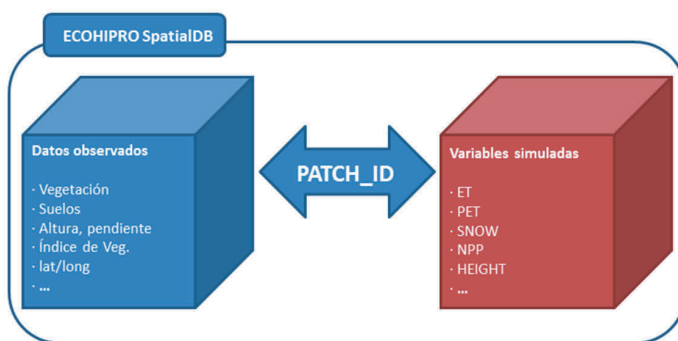 ECOHIPRO SpatialDB
Datos observados
· Vegetación
· Suelos
· Altura, pendiente
· Índice de Veg.
· lat/long
· ...
PATCH_ID
Variables simuladas
· ET
· PET
· SNOW
· NPP
· HEIGHT
· ...